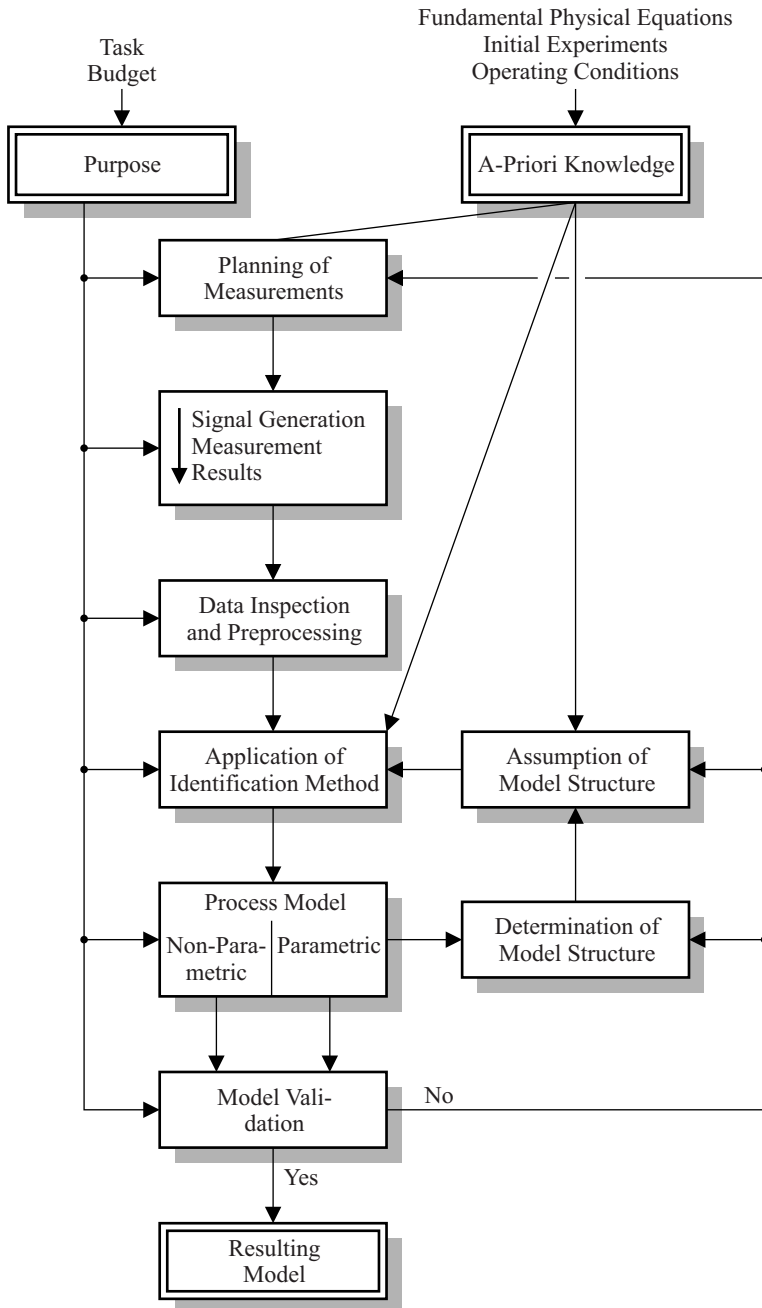 Task
Budget
Fundamental Physical Equations
Initial Experiments
Operating Conditions
Purpose
A-Priori Knowledge
Planning of
Measurements
Signal Generation
Measurement
Results
Data Inspection
and Preprocessing
Application of
Identification Method
Assumption of
Model Structure
Process Model
Non-Para-
metric
Parametric
Determination of
Model Structure
Model Vali-
dation
No
Yes
Resulting
Model